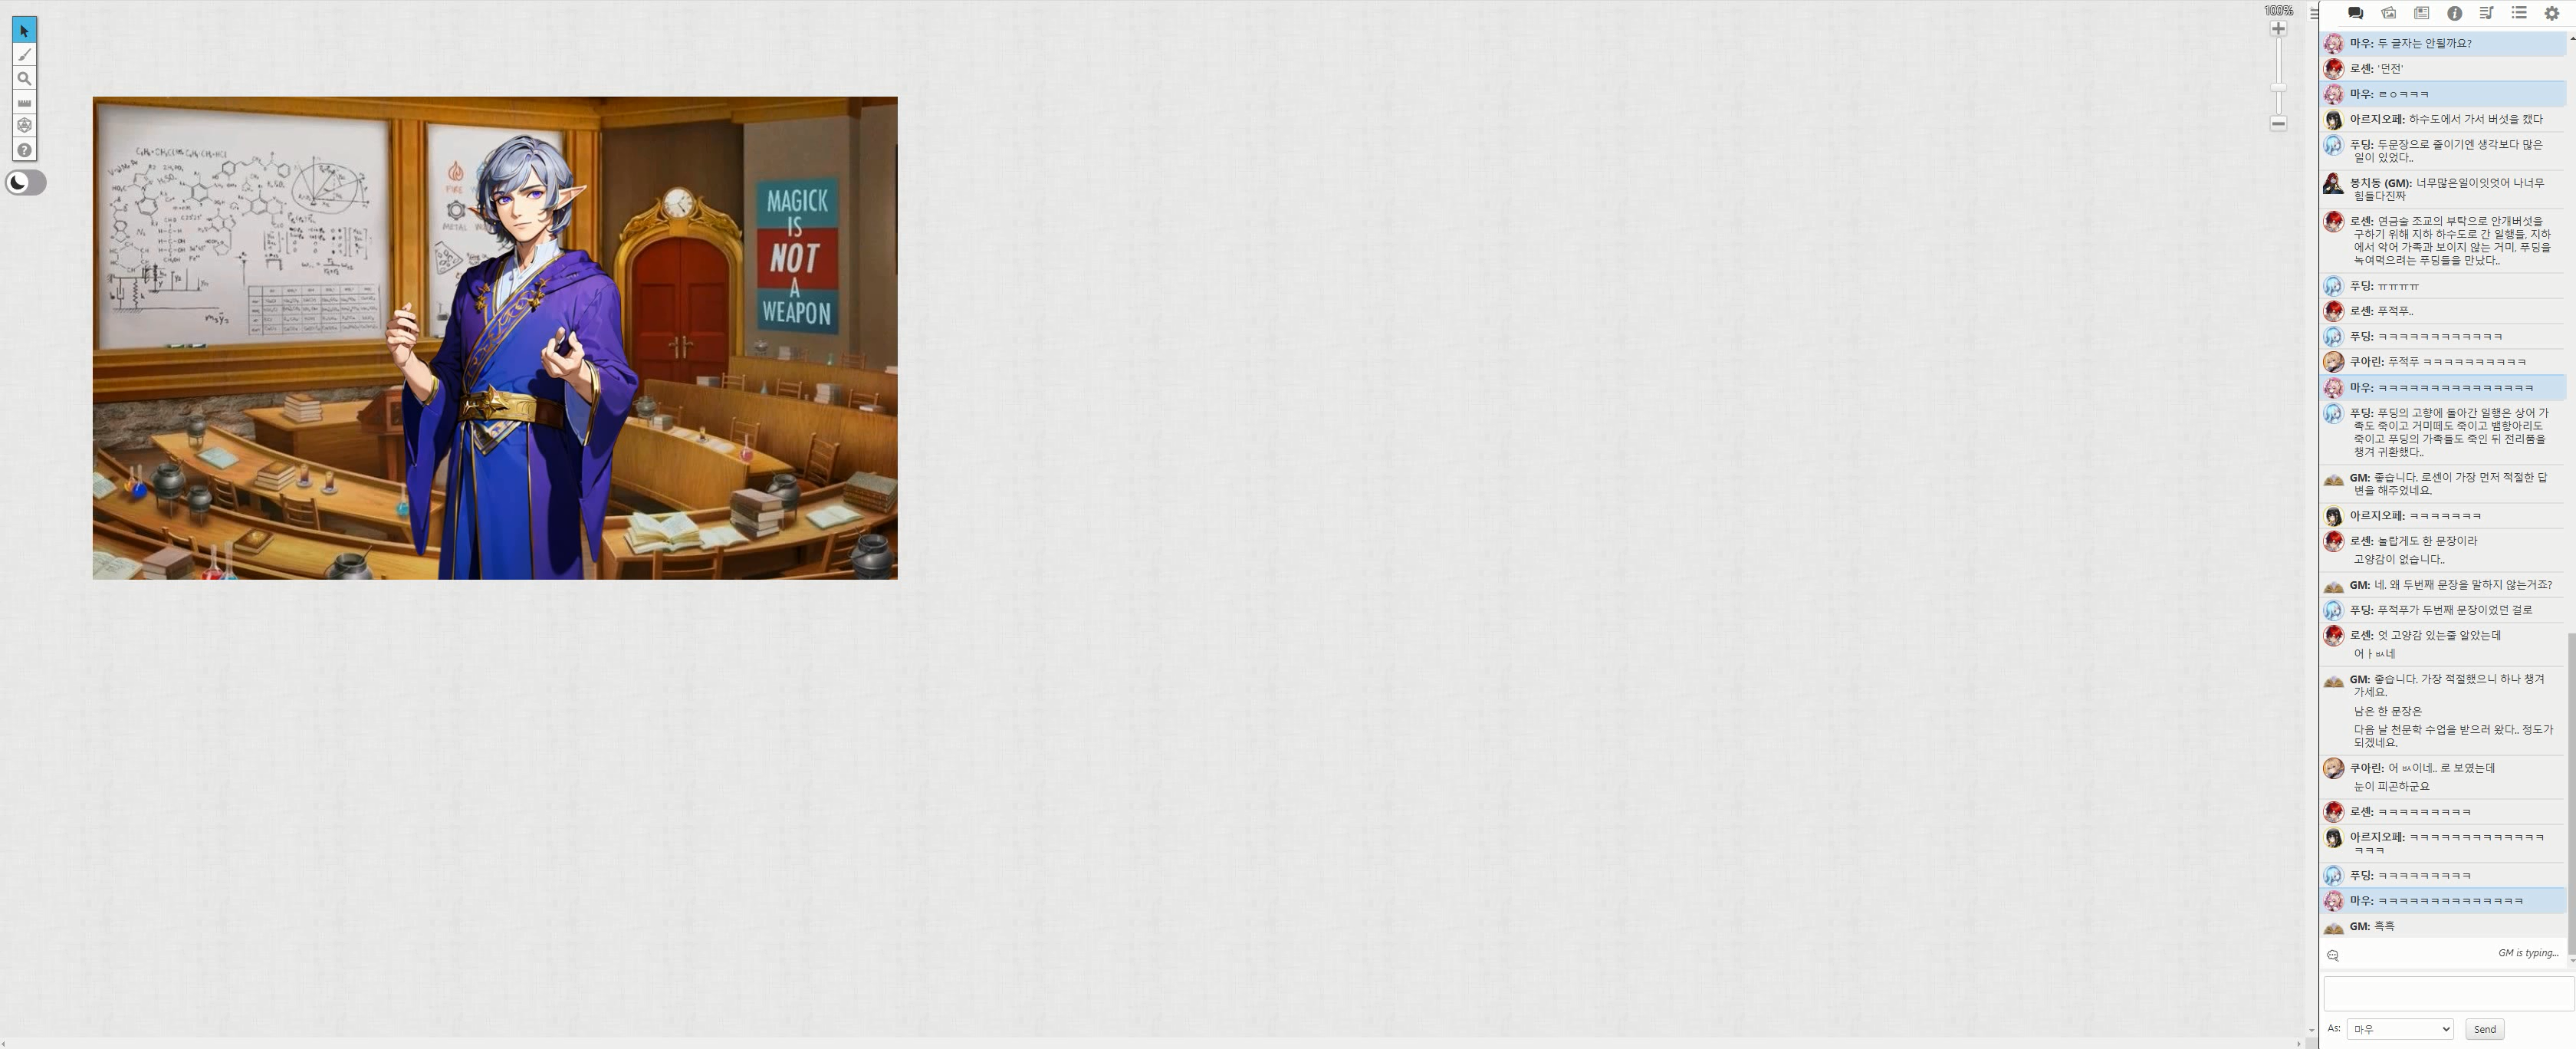 100%
FIRE
METAL
MAGICK
IS
NOT
A
WEAPON
마우: 두 글자는 안될까요?
로센: '던전'
마우: ㄹㅇㅋㅋㅋ
아르지오페: 하수도에서 가서 버섯을 캤다
푸딩: 두문장으로 줄이기엔 생각보다 많은
일이 있었다..
봉치동 (GM): 너무많은일이잇엇어 나너무
힘들다진짜
로센: 연금술 조교의 부탁으로 안개버섯을
구하기 위해 지하 하수도로 간 일행들, 지하
에서 악어 가족과 보이지 않는 거미, 푸딩을
녹여먹으려는 푸딩들을 만났다..
푸딩: ㅠㅠㅠㅠ
로센: 푸적푸..
푸딩: ㅋㅋㅋㅋㅋㅋㅋㅋㅋㅋㅋㅋ
쿠아린: 푸적푸 ㅋㅋㅋㅋㅋㅋㅋㅋㅋㅋ
마우: ㅋㅋㅋㅋㅋㅋㅋㅋㅋㅋㅋㅋㅋㅋㅋ
푸딩: 푸딩의 고향에 돌아간 일행은 상어 가
족도 죽이고 거미떼도 죽이고 뱀항아리도
죽이고 푸딩의 가족들도 죽인 뒤 전리품을
챙겨 귀환했다..
GM: 좋습니다. 로센이 가장 먼저 적절한 답
변을 해주었네요.
아르지오페: ㅋㅋㅋㅋㅋㅋㅋ
로센: 놀랍게도 한 문장이라
고양감이 없습니다..
GM: 네. 왜 두번째 문장을 말하지 않는거죠?
푸딩: 푸적푸가 두번째 문장이었던 걸로
로센: 엇 고양감 있는줄 알았는데
어ㅏㅄ네
GM: 좋습니다. 가장 적절했으니 하나 챙겨
가세요.
남은 한 문장은
다음 날 천문학 수업을 받으러 왔다.. 정도가
되겠네요.
쿠아린: 어 ㅄ이네.. 로 보였는데
눈이 피곤하군요
로센: ㅋㅋㅋㅋㅋㅋㅋㅋㅋ
아르지오페: ㅋㅋㅋㅋㅋㅋㅋㅋㅋㅋㅋㅋㅋ
ㅋㅋㅋ
푸딩: ㅋㅋㅋㅋㅋㅋㅋㅋㅋ
마우: ㅋㅋㅋㅋㅋㅋㅋㅋㅋㅋㅋㅋㅋㅋ
GM: 흑흑
GM is typing...
As: 마우 Send